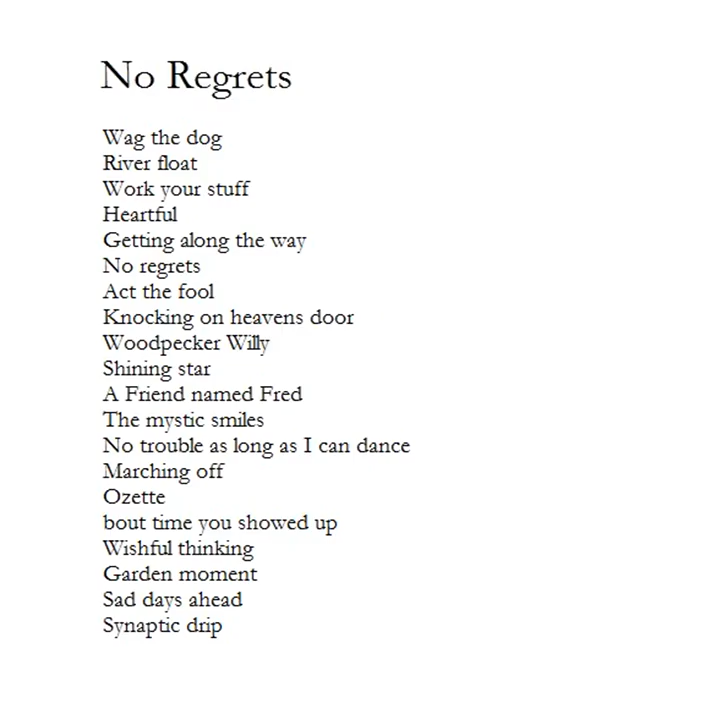 No Regrets
Wag the dog
River float
Work your stuff
Heartful
Getting along the way
No regrets
Act the fool
Knocking on heavens door
Woodpecker Willy
Shining star
A Friend named Fred
The mystic smiles
No trouble as long as I can dance
Marching off
Ozette
bout time you showed up
Wishful thinking
Garden moment
Sad days ahead
Synaptic drip